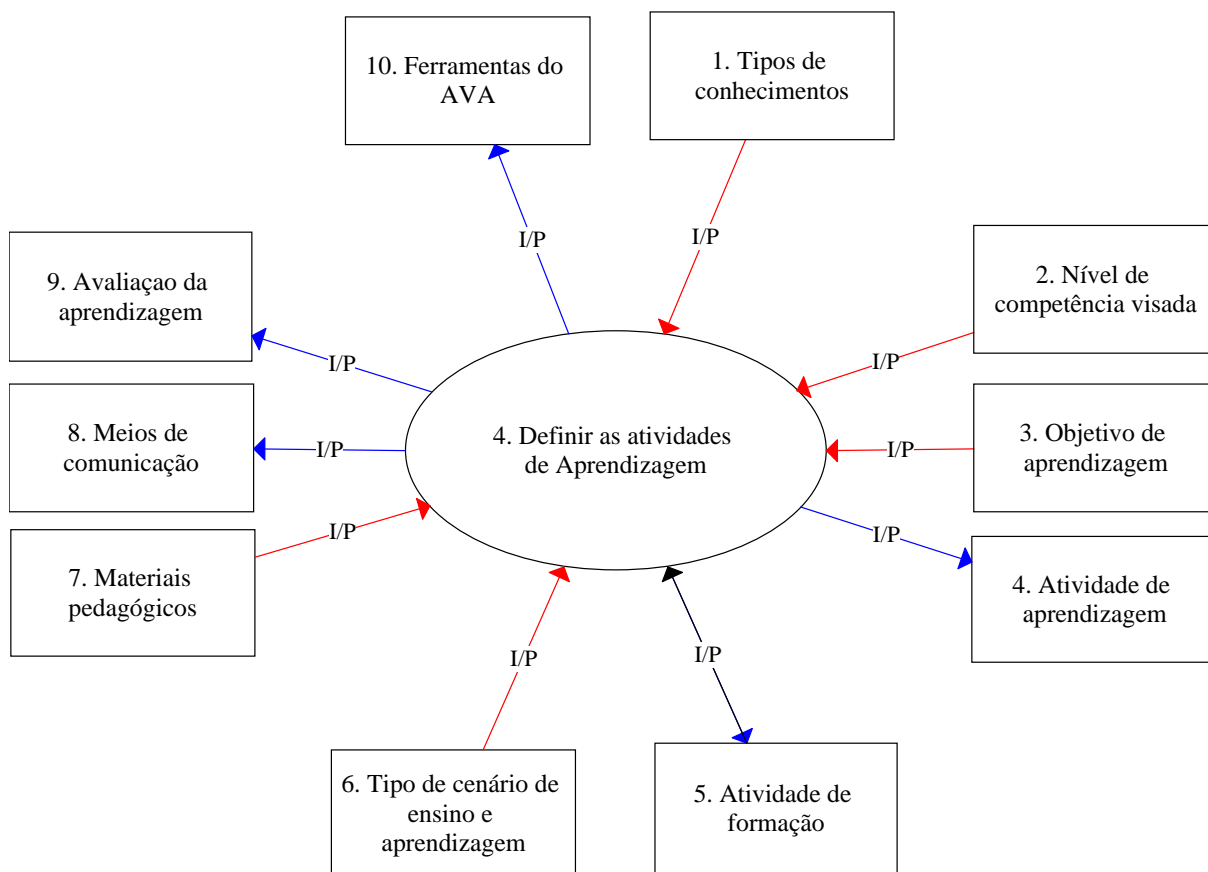 10. Ferramentas do
AVA
1. Tipos de
conhecimentos
I/P
I/P
9. Avaliaçao da
aprendizagem
2. Nível de
competência visada
I/P
I/P
8. Meios de
comunicação
I/P
4. Definir as atividades
de Aprendizagem
I/P
3. Objetivo de
aprendizagem
7. Materiais
pedagógicos
I/P
I/P
4. Atividade de
aprendizagem
I/P
I/P
6. Tipo de cenário de
ensino e
aprendizagem
5. Atividade de
formação